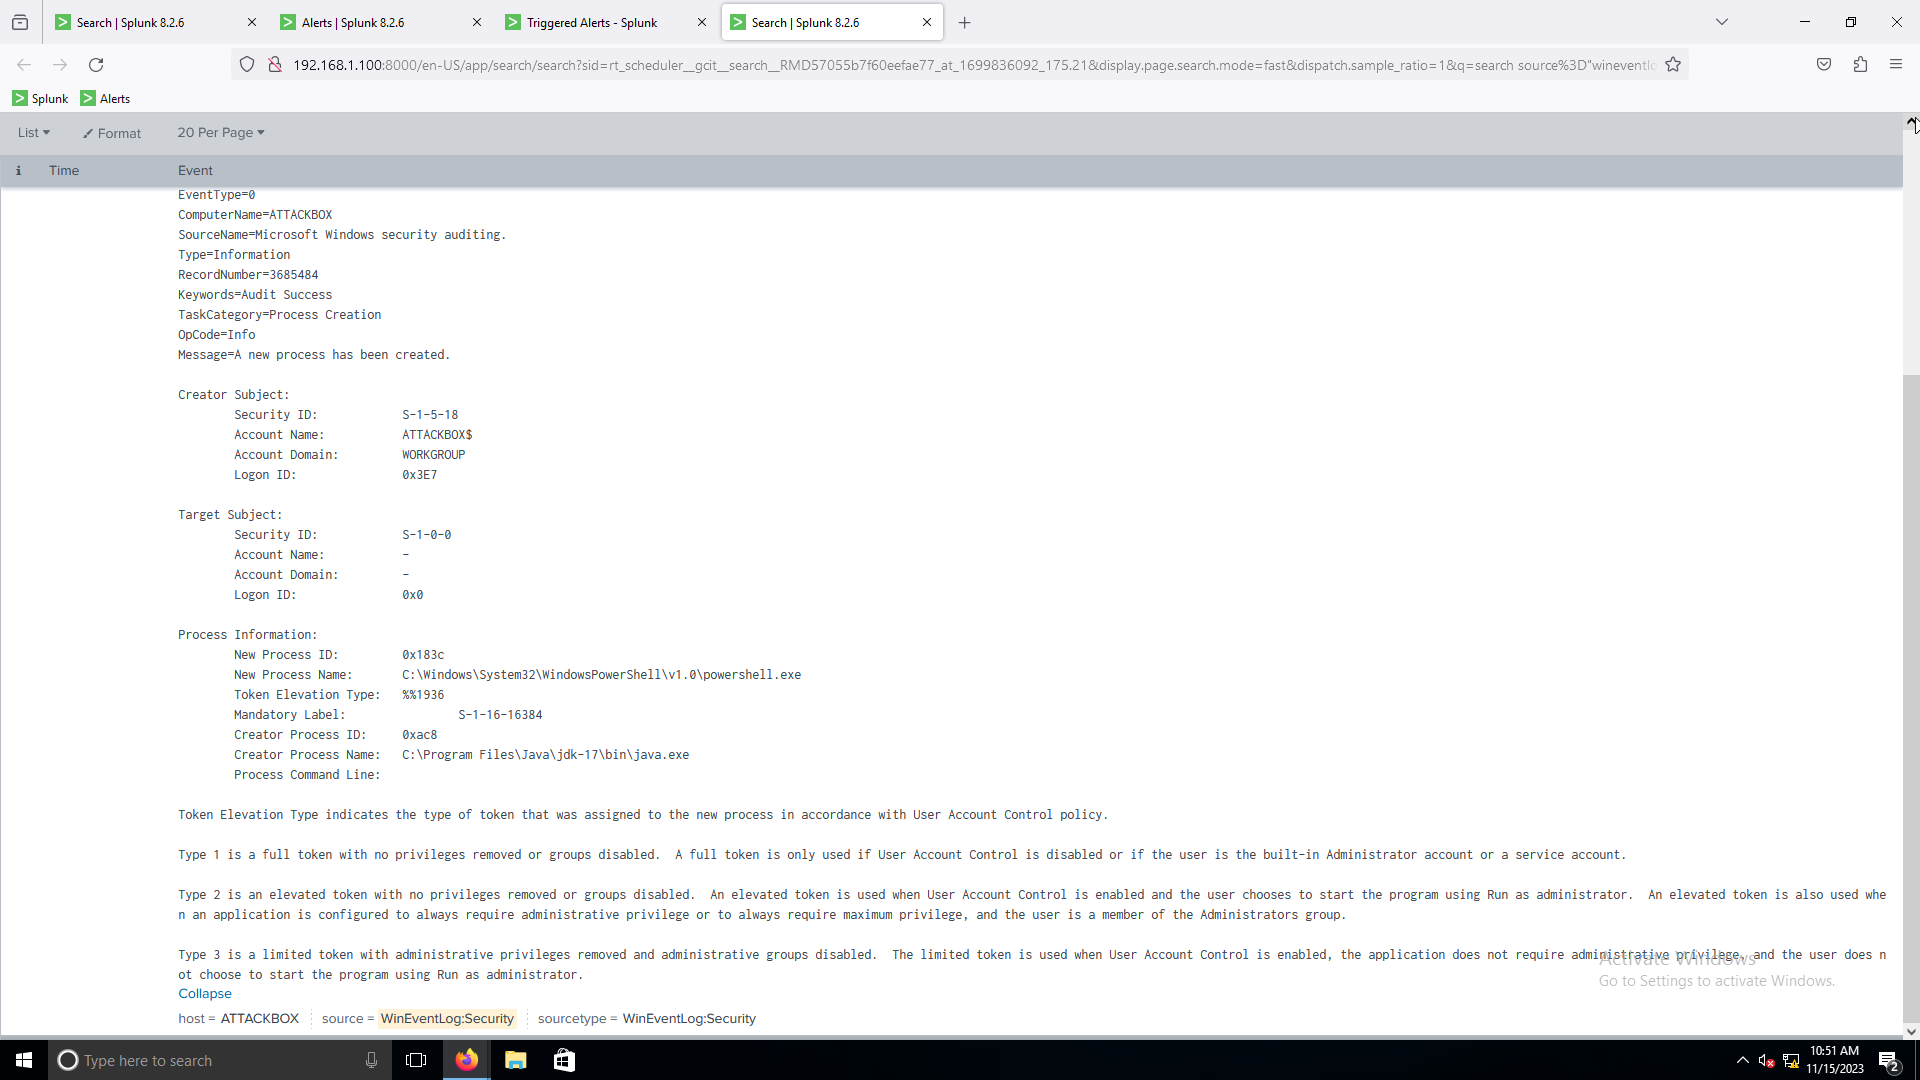 Search | Splunk 8.2.6
Alerts | Splunk 8.2.6
Triggered Alerts - Splunk
Search | Splunk 8.2.6
192.168.1.100:8000/en-US/app/search/search?sid=rt_scheduler__gcit__search__RMD57055b7f60eefae77_at_1699836092_175.21&display.page.search.mode=fast&dispatch.sample_ratio=1&q=search source%3D"wineventlo
Splunk
Alerts
List
Format
20 Per Page
i Time Event
EventType=0
ComputerName=ATTACKBOX
SourceName=Microsoft Windows security auditing.
Type=Information
RecordNumber=3685484
Keywords=Audit Success
TaskCategory=Process Creation
OpCode=Info
Message=A new process has been created.
Creator Subject:
Security ID: S-1-5-18
Account Name: ATTACKBOX$
Account Domain: WORKGROUP
Logon ID: 0x3E7
Target Subject:
Security ID: S-1-0-0
Account Name: -
Account Domain: -
Logon ID: 0x0
Process Information:
New Process ID: 0x183c
New Process Name: C:\Windows\System32\WindowsPowerShell\v1.0\powershell.exe
Token Elevation Type: %%1936
Mandatory Label: S-1-16-16384
Creator Process ID: 0xac8
Creator Process Name: C:\Program Files\Java\jdk-17\bin\java.exe
Process Command Line:
Token Elevation Type indicates the type of token that was assigned to the new process in accordance with User Account Control policy.
Type 1 is a full token with no privileges removed or groups disabled.  A full token is only used if User Account Control is disabled or if the user is the built-in Administrator account or a service account.
Type 2 is an elevated token with no privileges removed or groups disabled.  An elevated token is used when User Account Control is enabled and the user chooses to start the program using Run as administrator.  An elevated token is also used whe
n an application is configured to always require administrative privilege or to always require maximum privilege, and the user is a member of the Administrators group.
Type 3 is a limited token with administrative privileges removed and administrative groups disabled.  The limited token is used when User Account Control is enabled, the application does not require administrative privilege, and the user does n
ot choose to start the program using Run as administrator.
Activate Windows
Go to Settings to activate Windows.
Collapse
host = ATTACKBOX source = WinEventLog:Security sourcetype = WinEventLog:Security
Type here to search
10:51 AM
11/15/2023
2